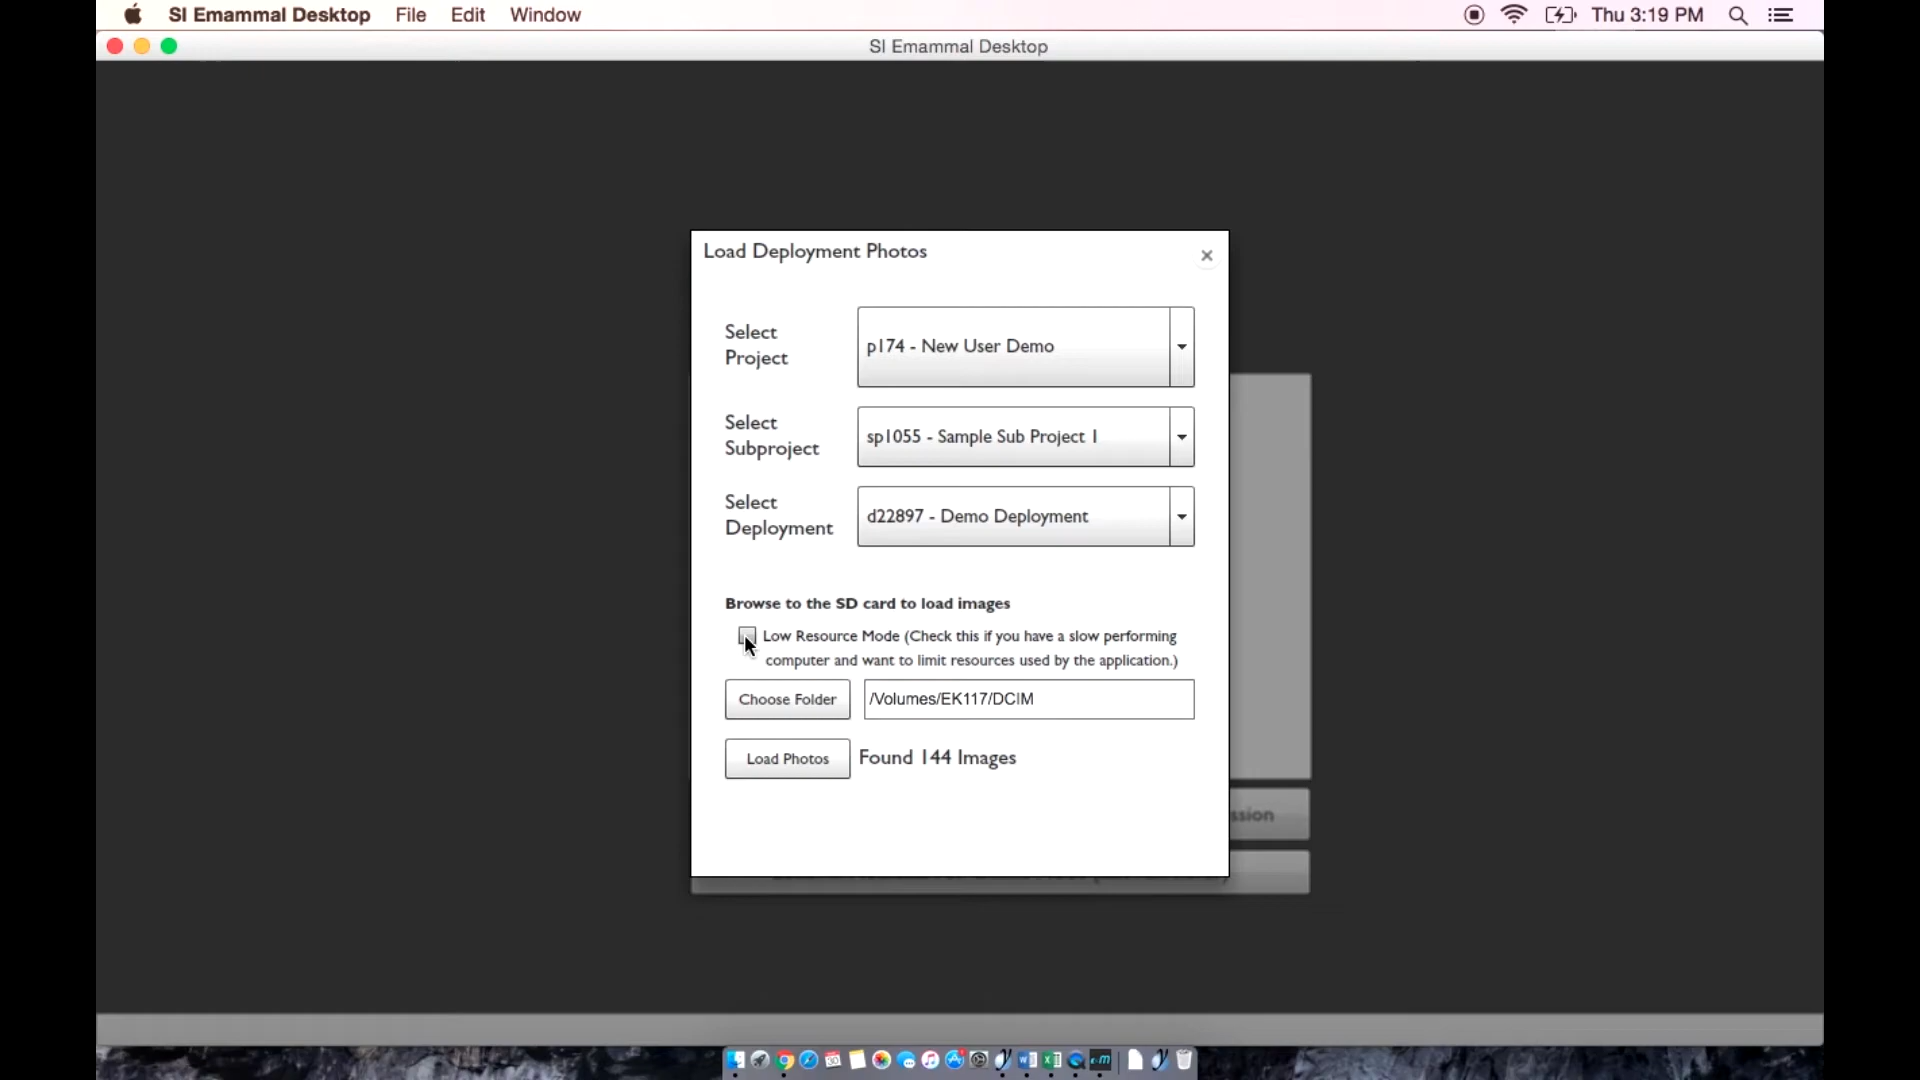 SI Emammal Desktop File Edit Window Thu 3:19 PM
SI Emammal Desktop
Load Deployment Photos
Select
Project
p174 - New User Demo
Select
Subproject
sp1055 - Sample Sub Project 1
Select
Deployment
d22897 - Demo Deployment
Browse to the SD card to load images
Low Resource Mode (Check this if you have a slow performing
computer and want to limit resources used by the application.)
Choose Folder /Volumes/EK117/DCIM
Load Photos Found 144 Images
ssion